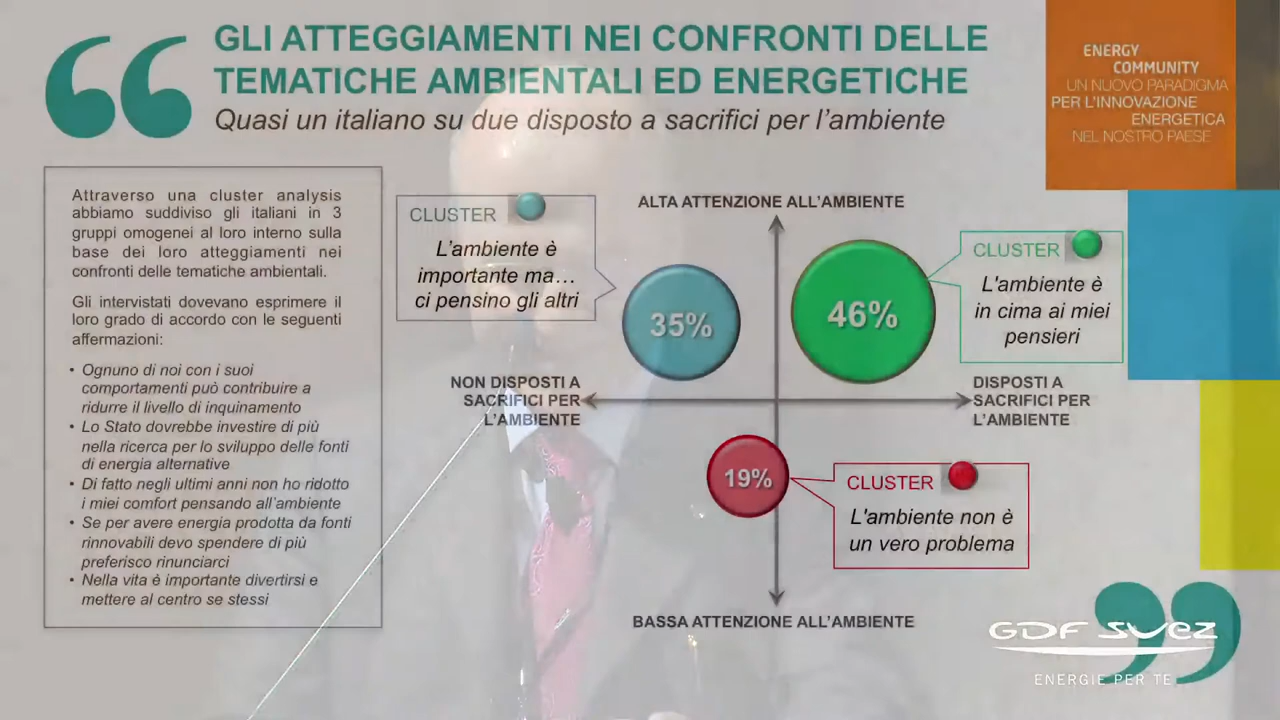 GLI ATTEGGIAMENTI NEI CONFRONTI DELLE
TEMATICHE AMBIENTALI ED ENERGETICHE
Quasi un italiano su due disposto a sacrifici per l'ambiente
ENERGY
COMMUNITY
UN NUOVO PARADIGMA
PER L'INNOVAZIONE
ENERGETICA
NEL NOSTRO PAESE
Attraverso una cluster analysis
abbiamo suddiviso gli italiani in 3
gruppi omogenei al loro interno sulla
base dei loro atteggiamenti nei
confronti delle tematiche ambientali.
Gli intervistati dovevano esprimere il
loro grado di accordo con le seguenti
affermazioni:
• Ognuno di noi con i suoi
comportamenti può contribuire a
ridurre il livello di inquinamento
• Lo Stato dovrebbe investire di più
nella ricerca per lo sviluppo delle fonti
di energia alternative
• Di fatto negli ultimi anni non ho ridotto
i miei comfort pensando all'ambiente
• Se per avere energia prodotta da fonti
rinnovabili devo spendere di più
preferisco rinunciarci
• Nella vita è importante divertirsi e
mettere al centro se stessi
CLUSTER
L'ambiente è
importante ma…
ci pensino gli altri
ALTA ATTENZIONE ALL'AMBIENTE
35%
46%
CLUSTER
L'ambiente è
in cima ai miei
pensieri
NON DISPOSTI A
SACRIFICI PER
L'AMBIENTE
DISPOSTI A
SACRIFICI PER
L'AMBIENTE
19%
CLUSTER
L'ambiente non è
un vero problema
BASSA ATTENZIONE ALL'AMBIENTE
GDF SUEZ
ENERGIE PER TE